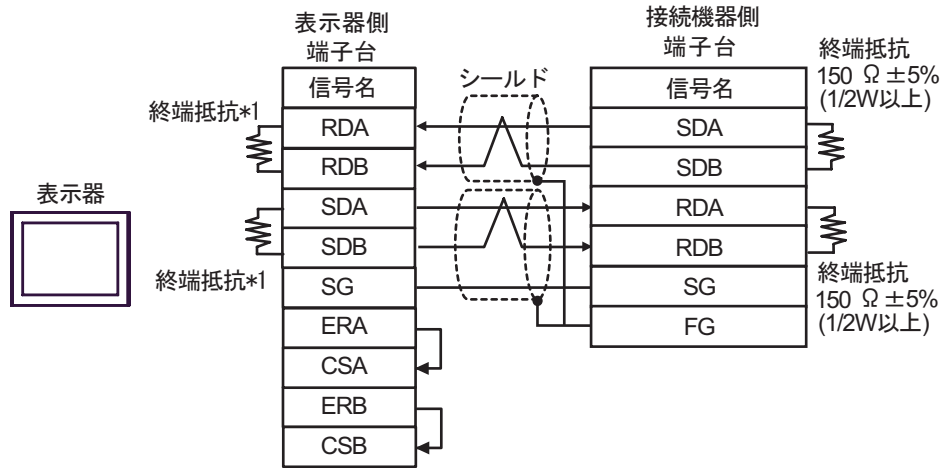 表示器
終端抵抗*1
終端抵抗*1
表示器側
端子台
信号名
RDA
RDB
SDA
SDB
SG
ERA
CSA
ERB
CSB
シールド
接続機器側
端子台
信号名
SDA
SDB
RDA
RDB
SG
FG
終端抵抗
150 Ω ±5%
(1/2W以上)
終端抵抗
150 Ω ±5%
(1/2W以上)